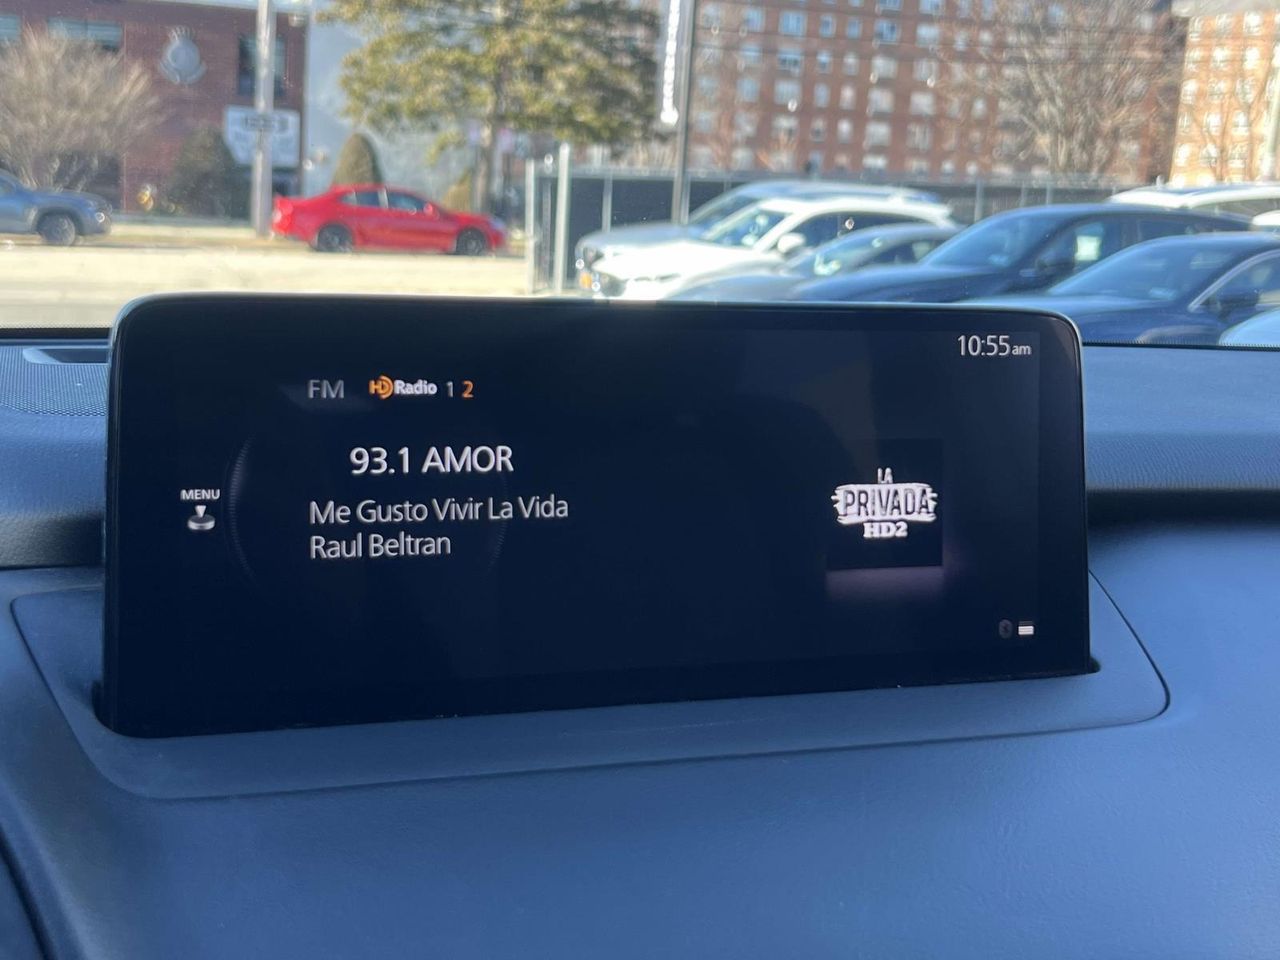 10:55am
FM HD Radio 1 2
93.1 AMOR
MENU
Me Gusto Vivir La Vida
Raul Beltran
LA
PRIVADA
HD2